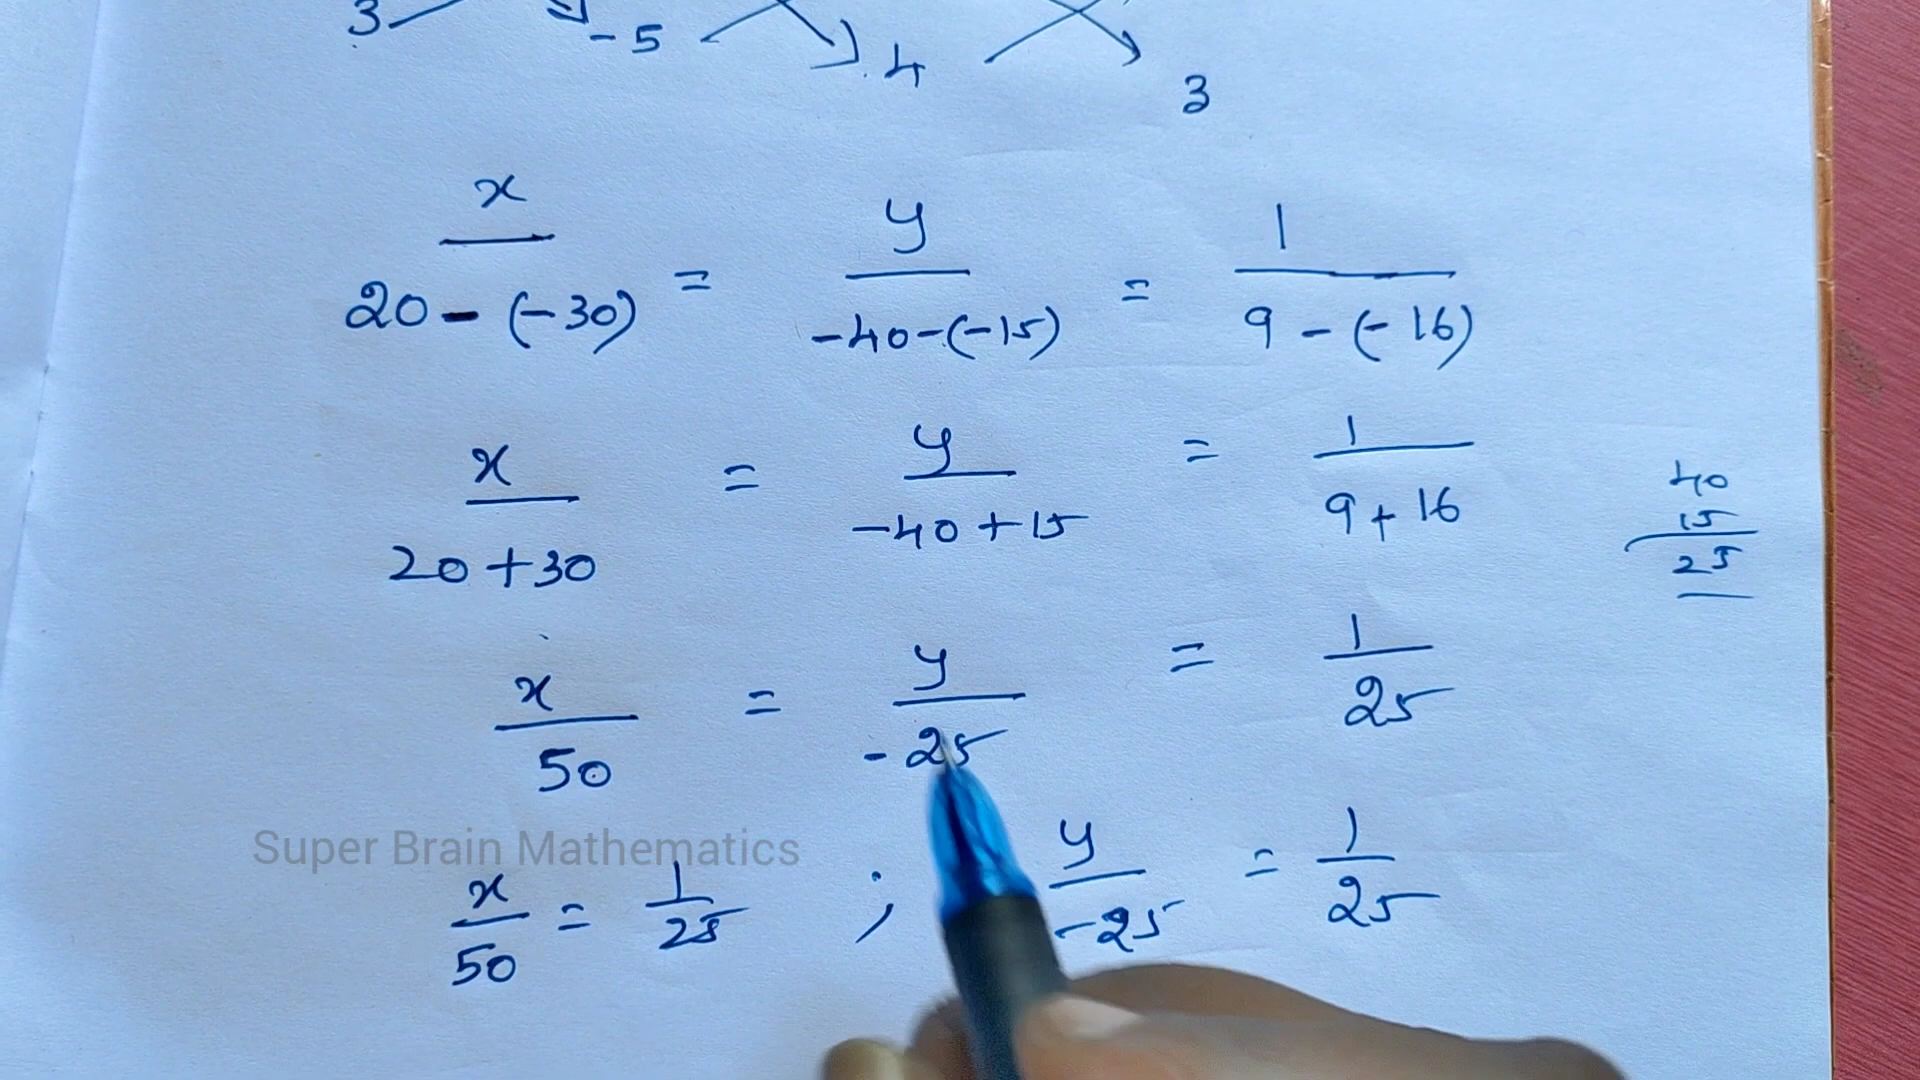 3 -5 4 3
x/20-(-30) = y/-40-(-15) = 1/9-(-16)
x/20+30 = y/-40+15 = 1/9+16
40
15
25
x/50 = y/-25 = 1/25
Super Brain Mathematics
x/50 = 1/25 ; y/-25 = 1/25